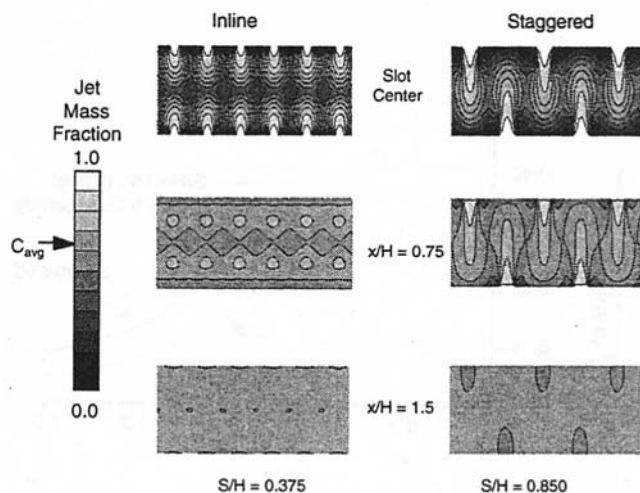 Inline
Staggered
Jet
Mass
Fraction
1.0
C_avg
0.0
Slot
Center
x/H = 0.75
x/H = 1.5
S/H = 0.375
S/H = 0.850